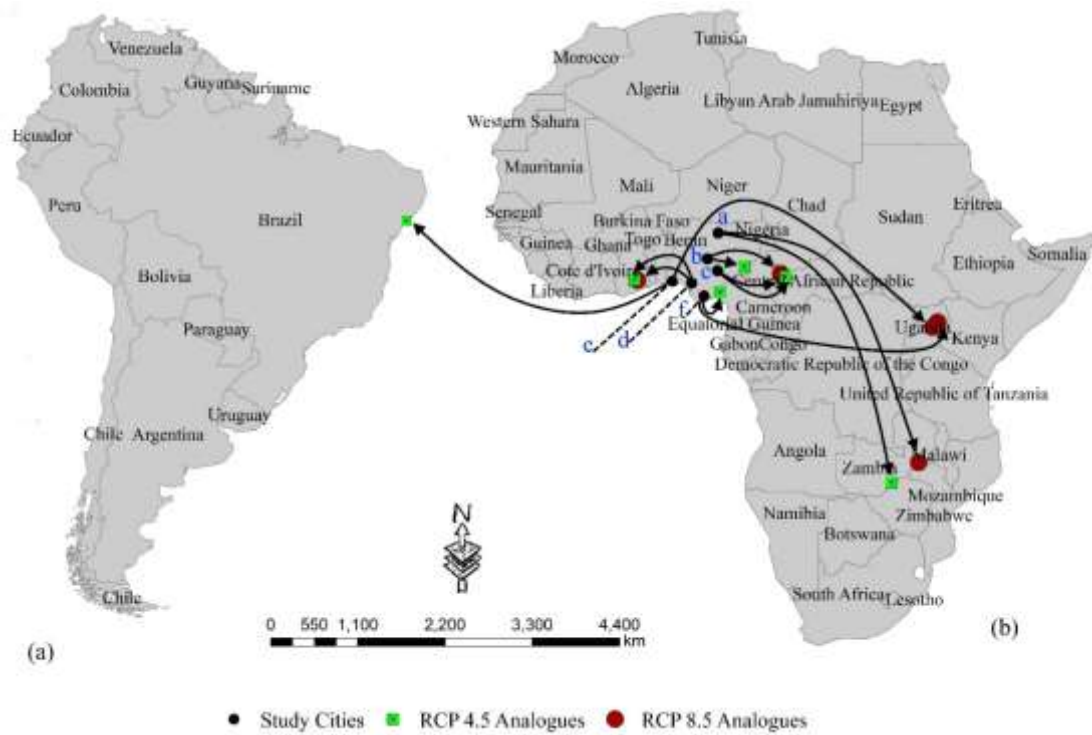 Venezuela
Guyana
Suriname
Colombia
Ecuador
Peru
Brazil
Bolivia
Paraguay
Uruguay
Chile
Argentina
Chile
Tunisia
Morocco
Algeria
Libyan Arab Jamahiriya
Egypt
Western Sahara
Mauritania
Mali
Niger
Chad
Sudan
Eritrea
Senegal
Burkina Faso
a
Nigeria
Guinea
Ghana
Togo
Benin
b
Somalia
Ethiopia
Cote d'Ivoire
c
Central African Republic
Liberia
Cameroon
f
Equatorial Guinea
Uganda
Kenya
e
d
Gabon
Congo
Democratic Republic of the Congo
United Republic of Tanzania
Angola
Zambia
Malawi
Mozambique
Zimbabwe
Namibia
Botswana
South Africa
Lesotho
N
0 550 1,100 2,200 3,300 4,400
km
(a)
(b)
Study Cities RCP 4.5 Analogues RCP 8.5 Analogues